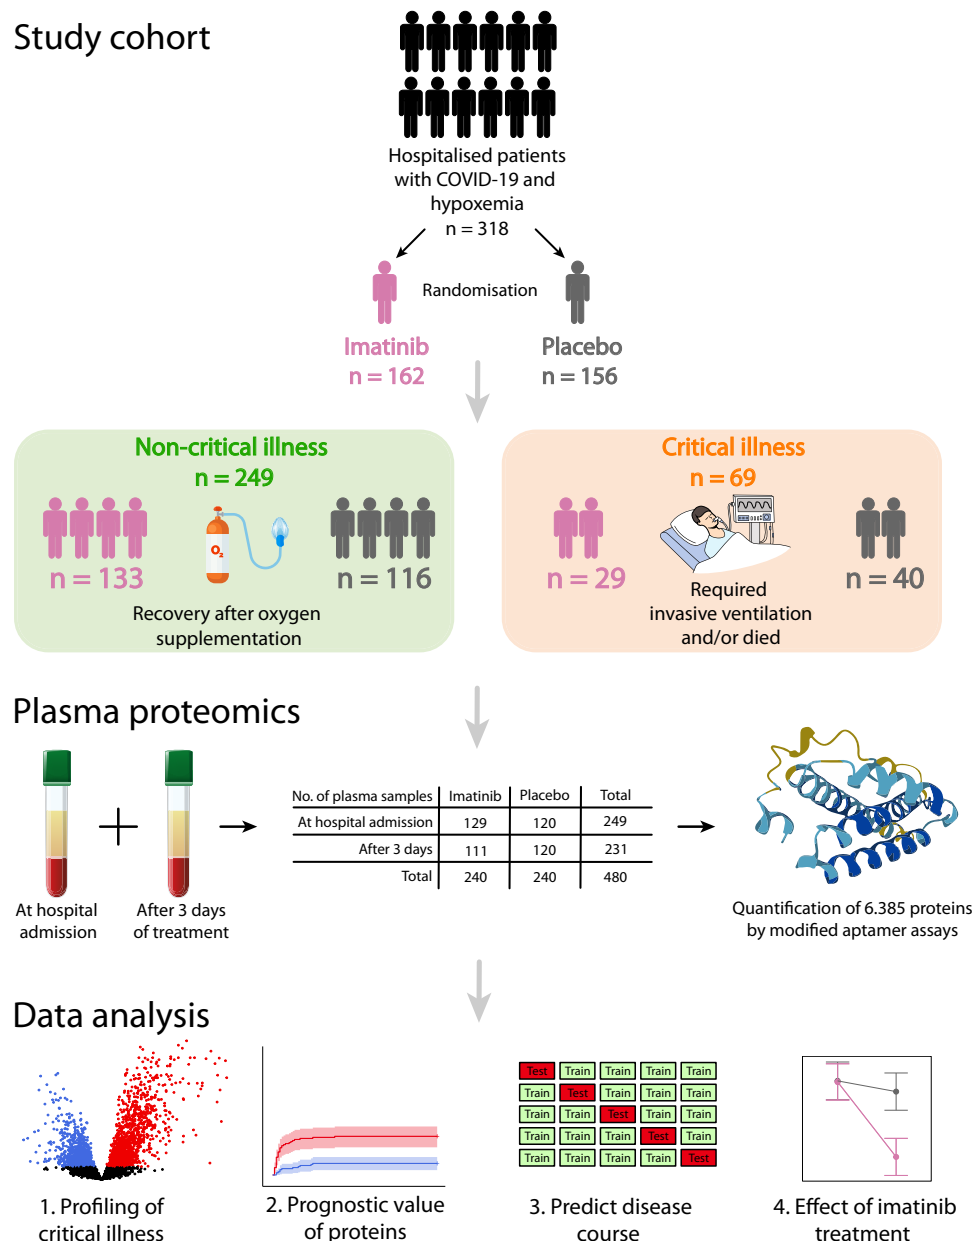 Study cohort
Hospitalised patients
with COVID-19 and
hypoxemia
n = 318
Randomisation
Imatinib
n = 162
Placebo
n = 156
Non-critical illness
n = 249
O2
n = 133
n = 116
Recovery after oxygen
supplementation
Critical illness
n = 69
n = 29
n = 40
Required
invasive ventilation
and/or died
Plasma proteomics
At hospital
admission
After 3 days
of treatment
No. of plasma samples Imatinib Placebo Total
At hospital admission 129 120 249
After 3 days 111 120 231
Total 240 240 480
Quantification of 6.385 proteins
by modified aptamer assays
Data analysis
1. Profiling of
critical illness
2. Prognostic value
of proteins
Test Train Train Train Train
Train Test Train Train Train
Train Train Test Train Train
Train Train Train Test Train
Train Train Train Train Test
3. Predict disease
course
4. Effect of imatinib
treatment